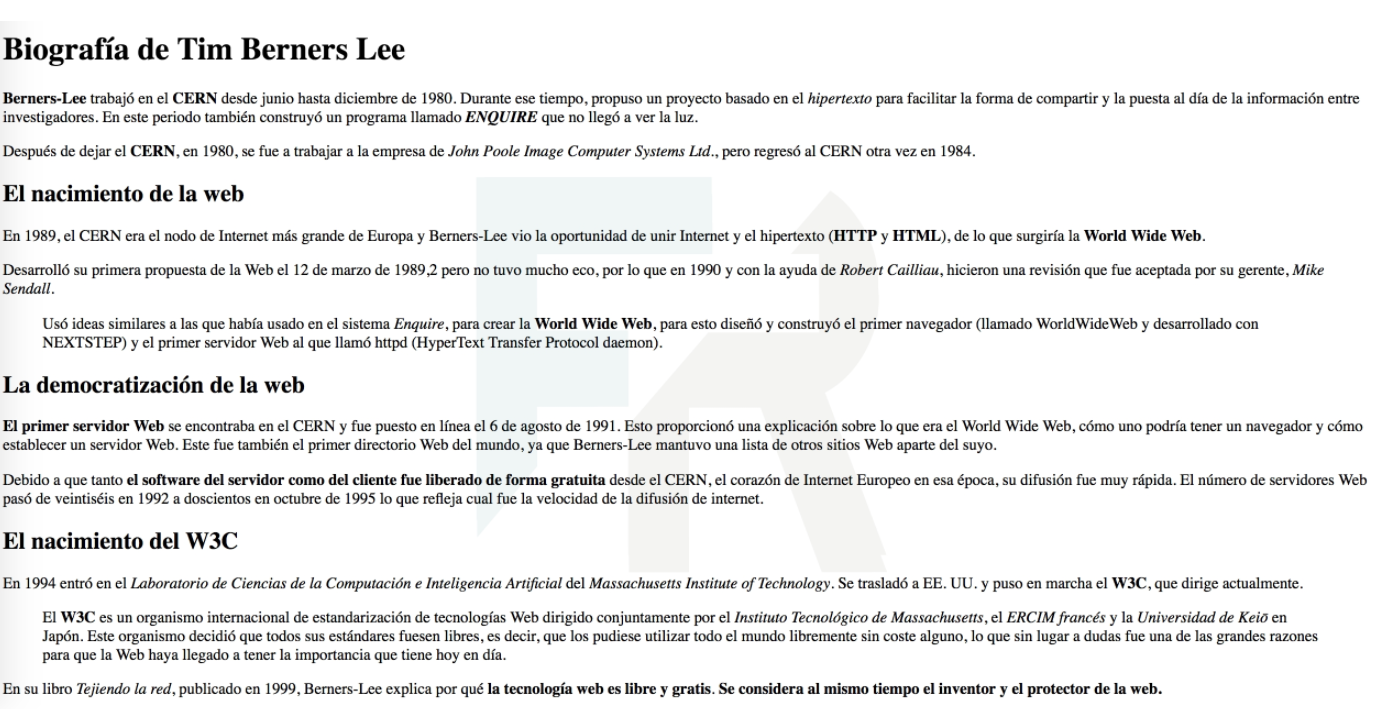 Biografía de Tim Berners Lee
Berners-Lee trabajó en el CERN desde junio hasta diciembre de 1980. Durante ese tiempo, propuso un proyecto basado en el hipertexto para facilitar la forma de compartir y la puesta al día de la información entre
investigadores. En este periodo también construyó un programa llamado ENQUIRE que no llegó a ver la luz.
Después de dejar el CERN, en 1980, se fue a trabajar a la empresa de John Poole Image Computer Systems Ltd., pero regresó al CERN otra vez en 1984.
El nacimiento de la web
En 1989, el CERN era el nodo de Internet más grande de Europa y Berners-Lee vio la oportunidad de unir Internet y el hipertexto (HTTP y HTML), de lo que surgiría la World Wide Web.
Desarrolló su primera propuesta de la Web el 12 de marzo de 1989,2 pero no tuvo mucho eco, por lo que en 1990 y con la ayuda de Robert Cailliau, hicieron una revisión que fue aceptada por su gerente, Mike
Sendall.
Usó ideas similares a las que había usado en el sistema Enquire, para crear la World Wide Web, para esto diseñó y construyó el primer navegador (llamado WorldWideWeb y desarrollado con
NEXTSTEP) y el primer servidor Web al que llamó httpd (HyperText Transfer Protocol daemon).
La democratización de la web
El primer servidor Web se encontraba en el CERN y fue puesto en línea el 6 de agosto de 1991. Esto proporcionó una explicación sobre lo que era el World Wide Web, cómo uno podría tener un navegador y cómo
establecer un servidor Web. Este fue también el primer directorio Web del mundo, ya que Berners-Lee mantuvo una lista de otros sitios Web aparte del suyo.
Debido a que tanto el software del servidor como del cliente fue liberado de forma gratuita desde el CERN, el corazón de Internet Europeo en esa época, su difusión fue muy rápida. El número de servidores Web
pasó de veintiséis en 1992 a doscientos en octubre de 1995 lo que refleja cual fue la velocidad de la difusión de internet.
El nacimiento del W3C
En 1994 entró en el Laboratorio de Ciencias de la Computación e Inteligencia Artificial del Massachusetts Institute of Technology. Se trasladó a EE. UU. y puso en marcha el W3C, que dirige actualmente.
El W3C es un organismo internacional de estandarización de tecnologías Web dirigido conjuntamente por el Instituto Tecnológico de Massachusetts, el ERCIM francés y la Universidad de Keiō en
Japón. Este organismo decidió que todos sus estándares fuesen libres, es decir, que los pudiese utilizar todo el mundo libremente sin coste alguno, lo que sin lugar a dudas fue una de las grandes razones
para que la Web haya llegado a tener la importancia que tiene hoy en día.
En su libro Tejiendo la red, publicado en 1999, Berners-Lee explica por qué la tecnología web es libre y gratis. Se considera al mismo tiempo el inventor y el protector de la web.